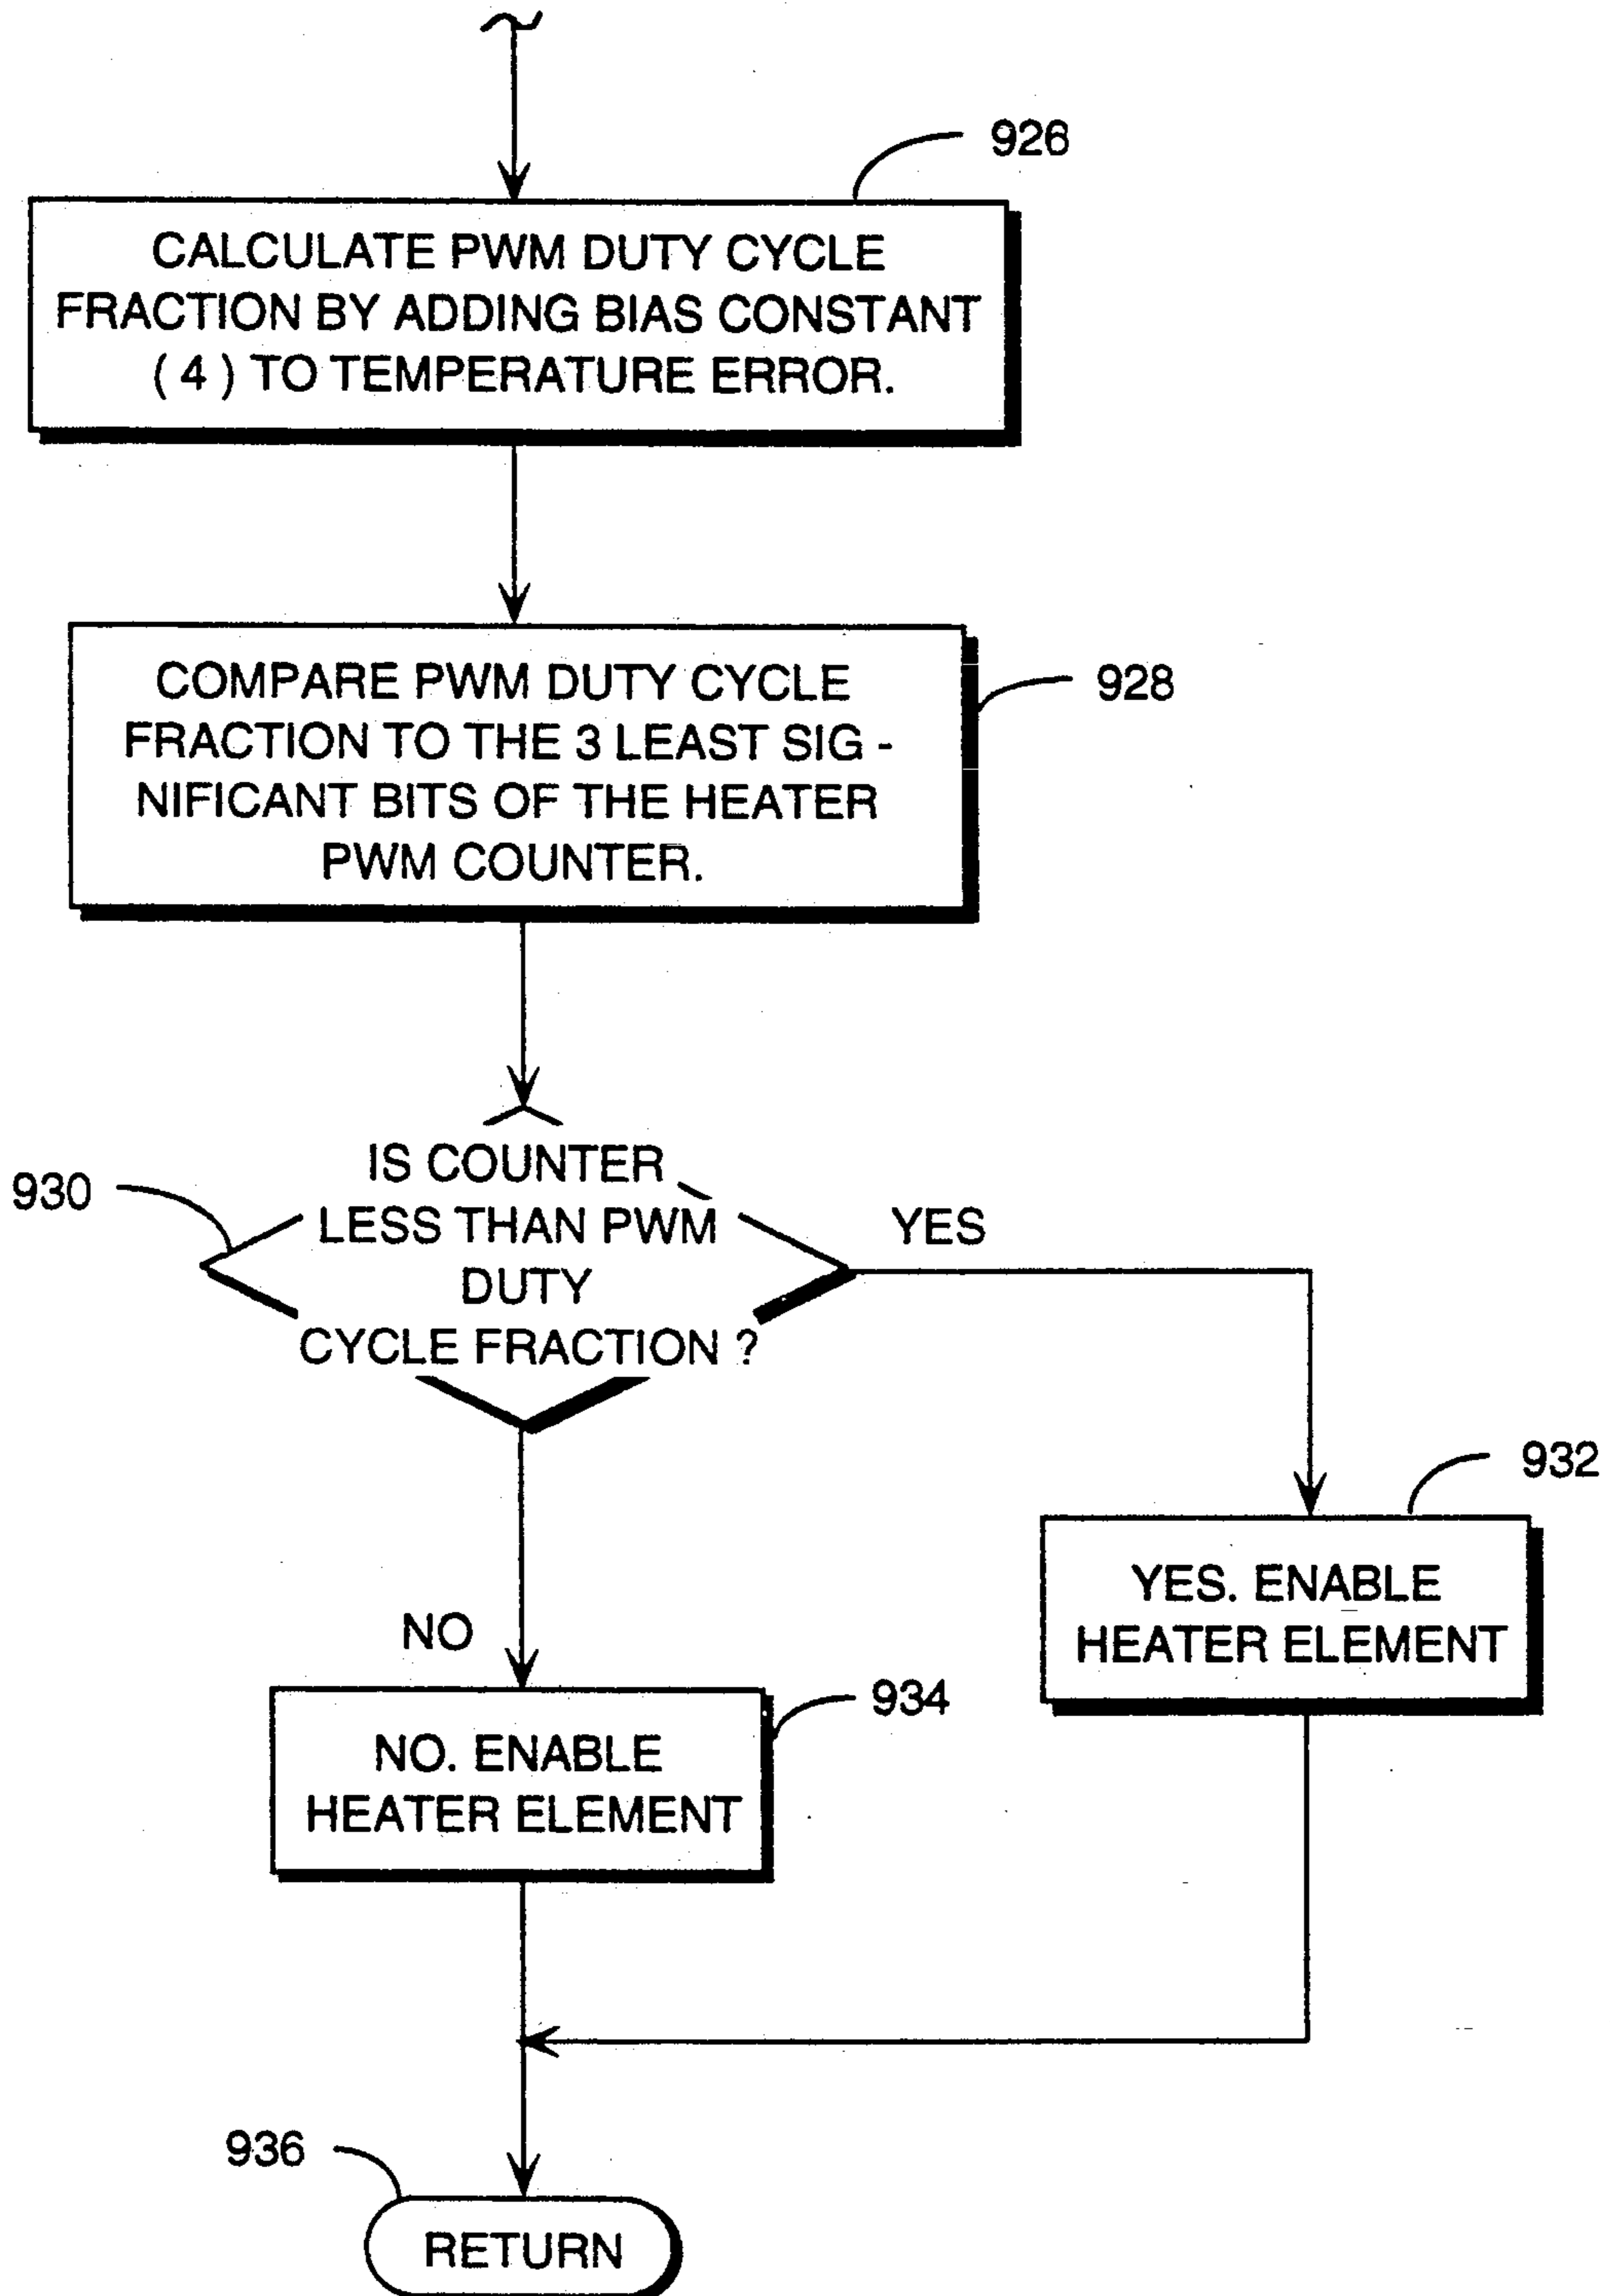 926
CALCULATE PWM DUTY CYCLE
FRACTION BY ADDING BIAS CONSTANT
( 4 ) TO TEMPERATURE ERROR.
928
COMPARE PWM DUTY CYCLE
FRACTION TO THE 3 LEAST SIG -
NIFICANT BITS OF THE HEATER
PWM COUNTER.
930
IS COUNTER
LESS THAN PWM
DUTY
CYCLE FRACTION ?
YES
932
YES. ENABLE
HEATER ELEMENT
NO
934
NO. ENABLE
HEATER ELEMENT
936
RETURN